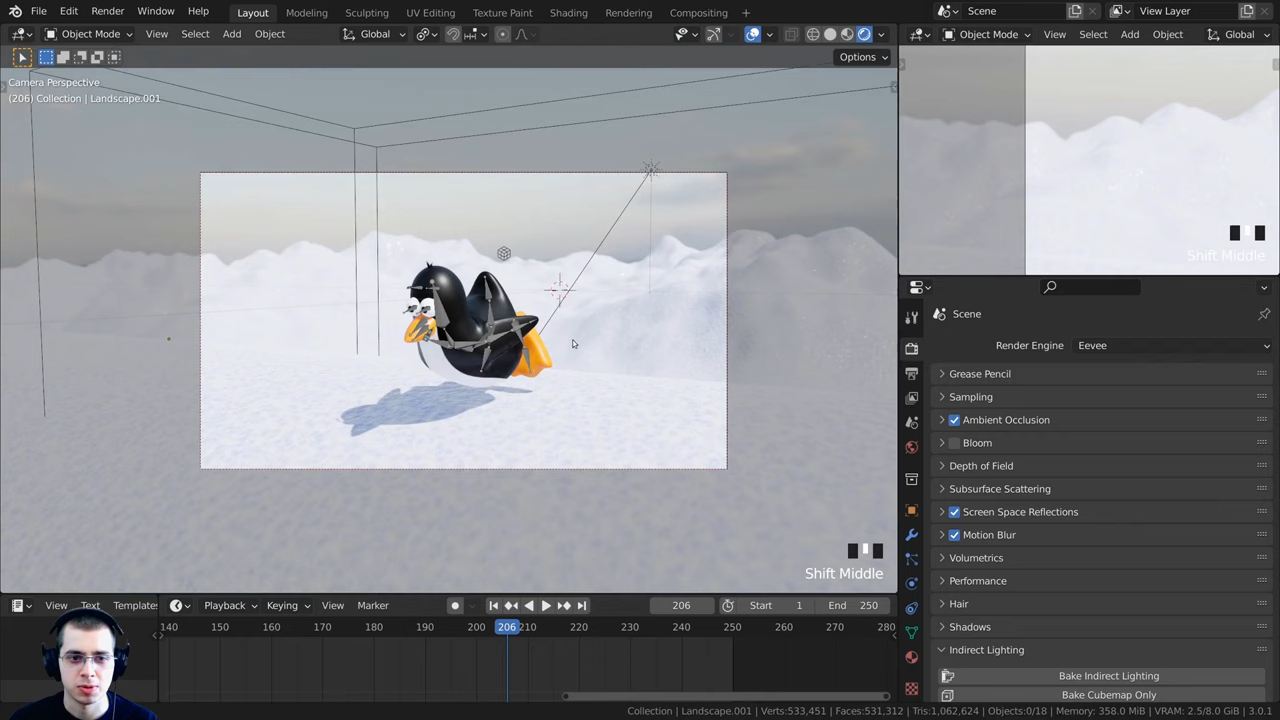 File Edit Render Window Help Layout Modeling Sculpting UV Editing Texture Paint Shading Animation Rendering Compositing + Scene View Layer
Object Mode View Select Add Object Global
Object Mode View Select Add Object Global
Options
Camera Perspective
(206) Collection | Landscape.001
Shift Middle
Scene
Render Engine Eevee
Grease Pencil
Sampling
Ambient Occlusion
Bloom
Depth of Field
Subsurface Scattering
Screen Space Reflections
Motion Blur
Volumetrics
Performance
Hair
Shadows
Indirect Lighting
Bake Indirect Lighting
Bake Cubemap Only
Shift Middle
View Text Templates Playback Keying View Marker 206 Start 1 End 250
140 150 160 170 180 190 200 206 210 220 230 240 250 260 270 280
Collection | Landscape.001 | Verts:533,451 | Faces:531,312 | Tris:1,062,624 | Objects:0/18 | Memory: 358.0 MiB | VRAM: 2.5/8.0 GiB | 3.0.1